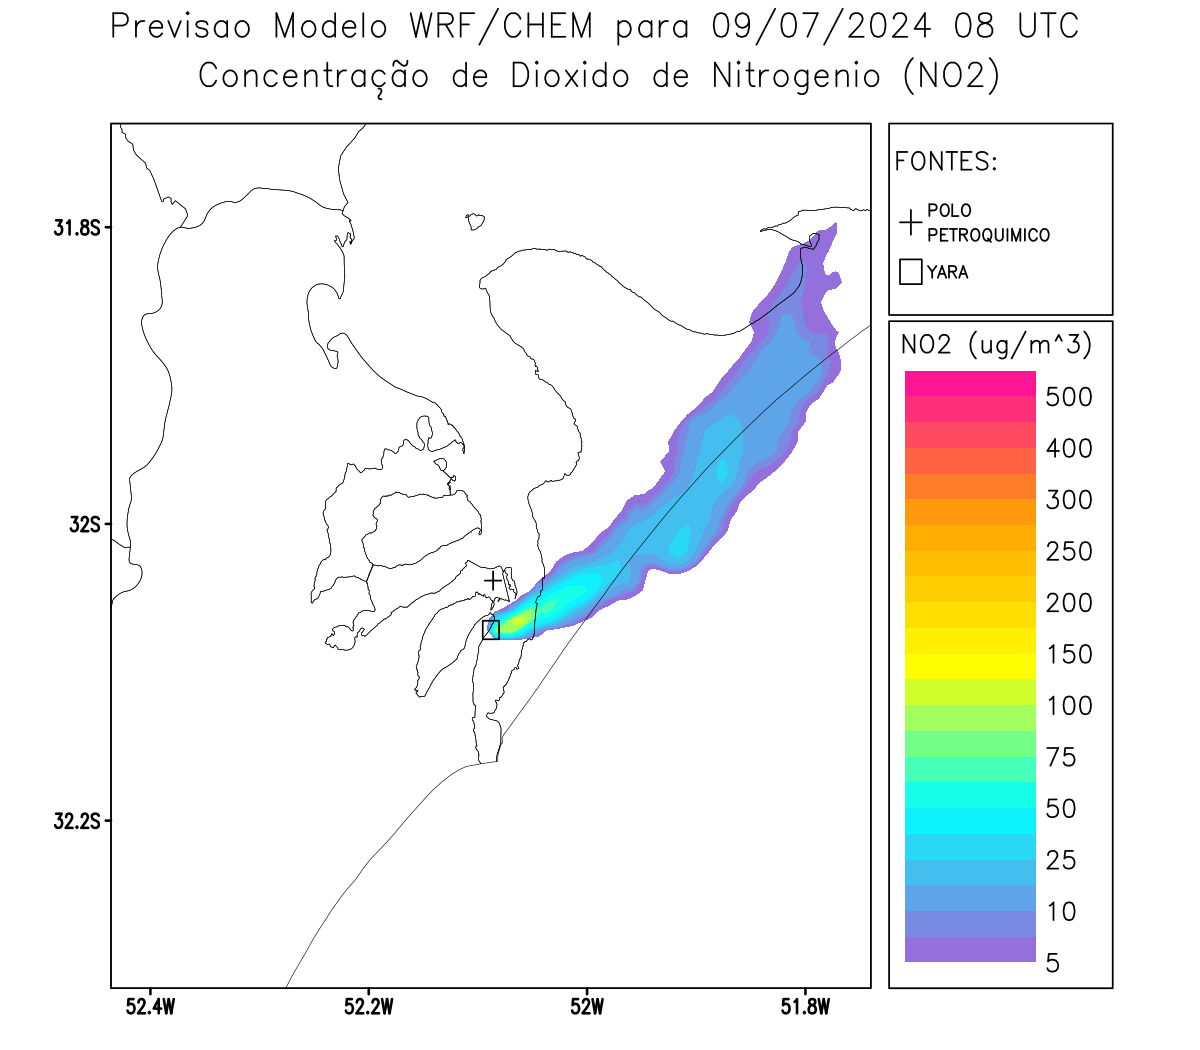 Previsao Modelo WRF/CHEM para 09/07/2024 08 UTC
Concentração de Dioxido de Nitrogenio (NO2)
FONTES:
POLO
PETROQUIMICO
YARA
31.8S
32S
32.2S
52.4W
52.2W
52W
51.8W
NO2 (ug/m^3)
500
400
300
250
200
150
100
75
50
25
10
5